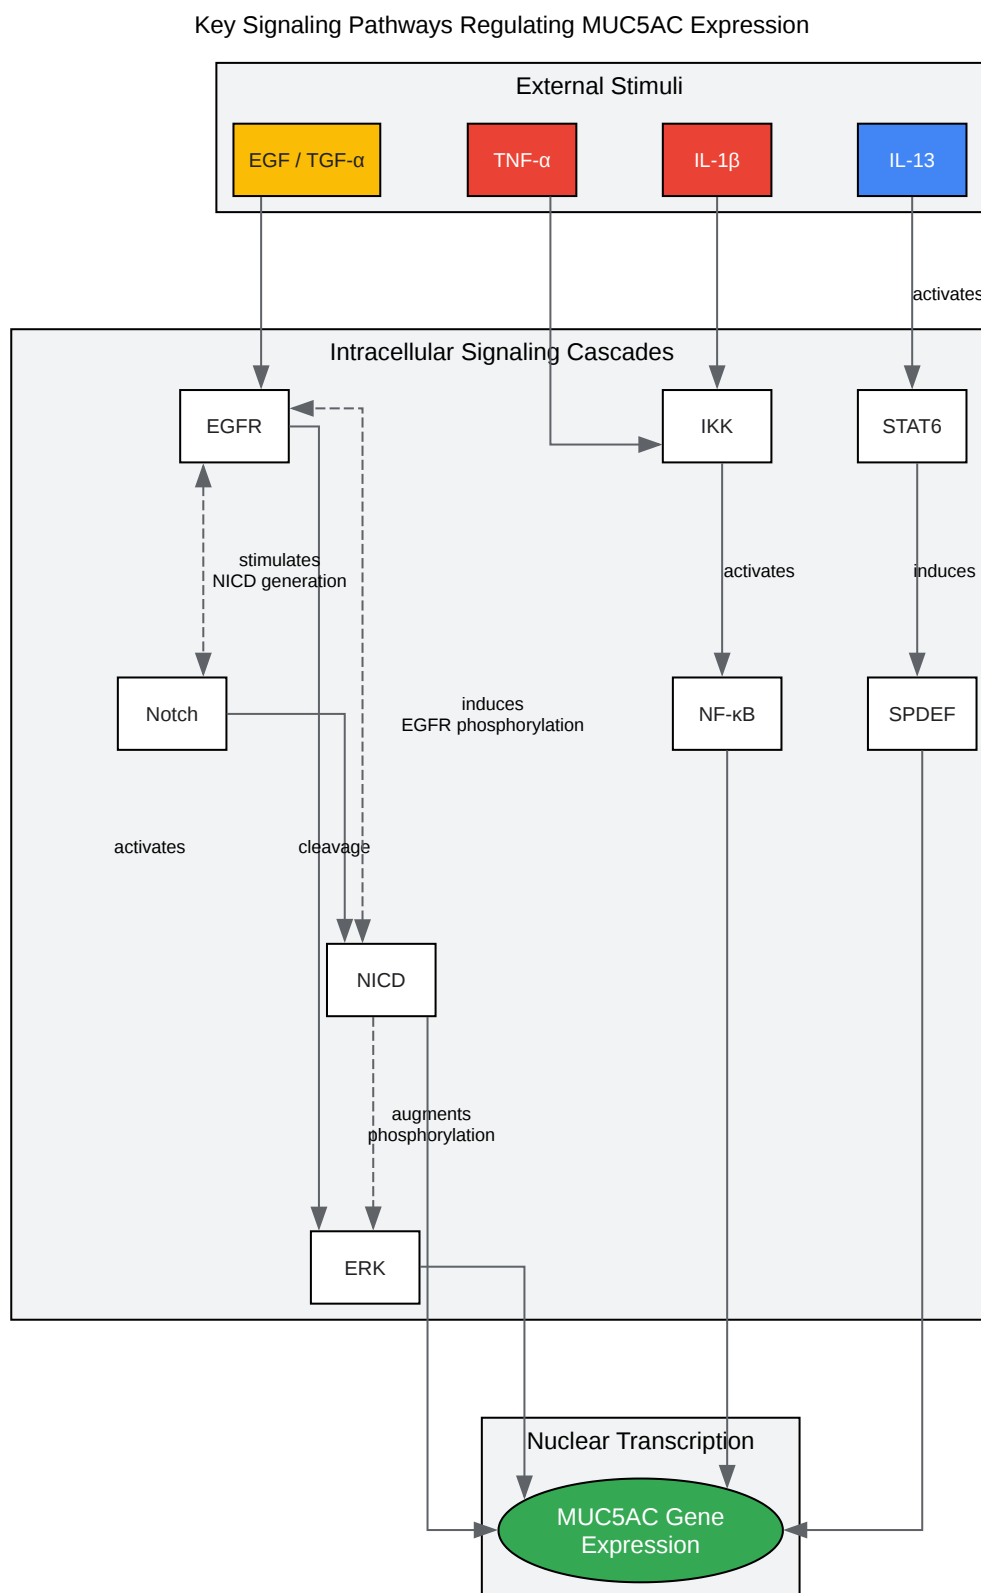 Key Signaling Pathways Regulating MUC5AC Expression
External Stimuli
EGF / TGF-α
TNF-α
IL-1β
IL-13
activates
Intracellular Signaling Cascades
EGFR
IKK
STAT6
stimulates
NICD generation
activates
induces
Notch
induces
EGFR phosphorylation
NF-κB
SPDEF
activates
cleavage
NICD
augments
phosphorylation
ERK
Nuclear Transcription
MUC5AC Gene
Expression